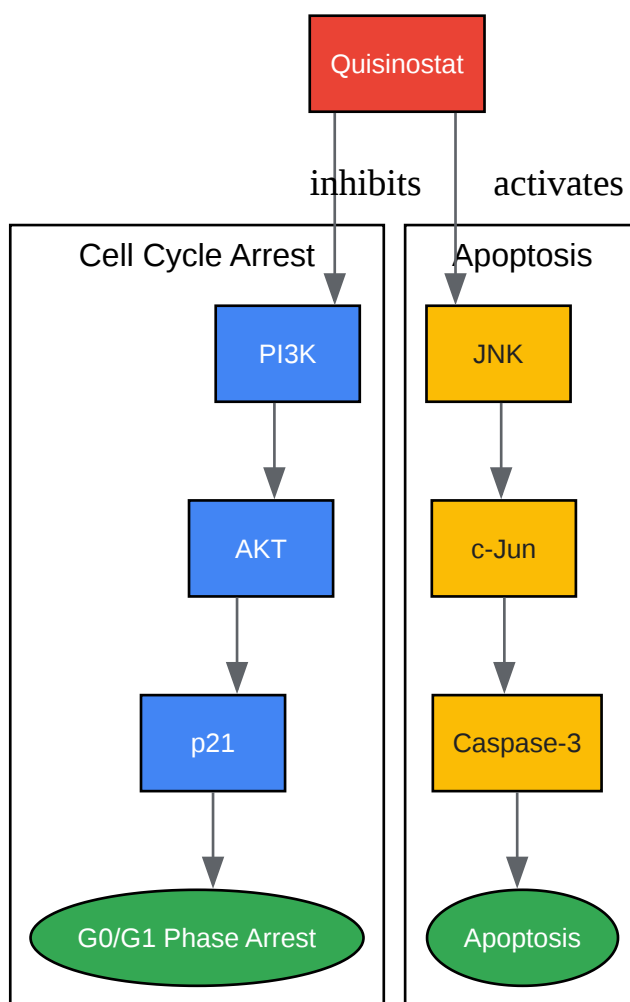 Quisinostat
inhibits
activates
Cell Cycle Arrest
PI3K
AKT
p21
G0/G1 Phase Arrest
Apoptosis
JNK
c-Jun
Caspase-3
Apoptosis